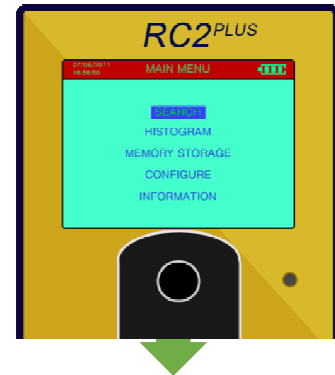 RC2PLUS
07/06/2011
16:56:50
MAIN MENU
SEARCH
HISTOGRAM
MEMORY STORAGE
CONFIGURE
INFORMATION